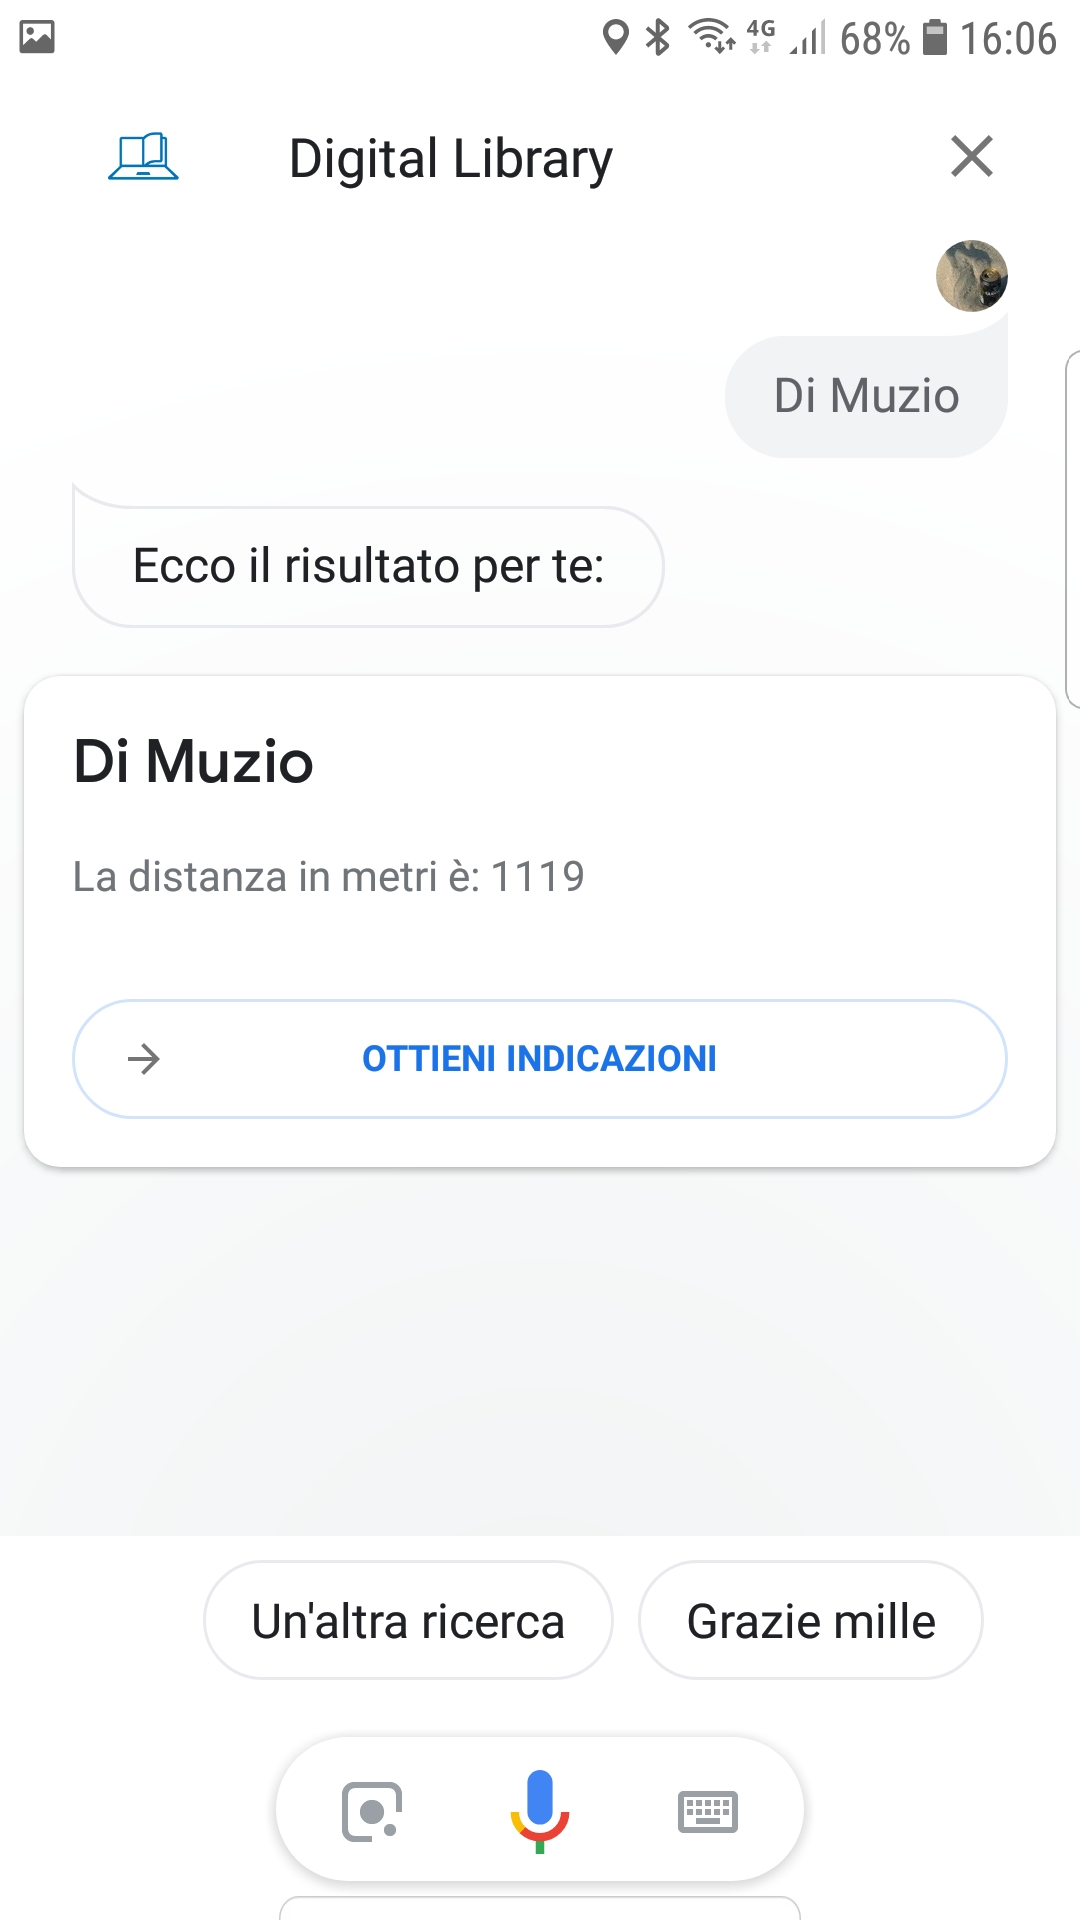 4G 68% 16:06
Digital Library
Di Muzio
Ecco il risultato per te:
Di Muzio
La distanza in metri è: 1119
OTTIENI INDICAZIONI
Un'altra ricerca
Grazie mille